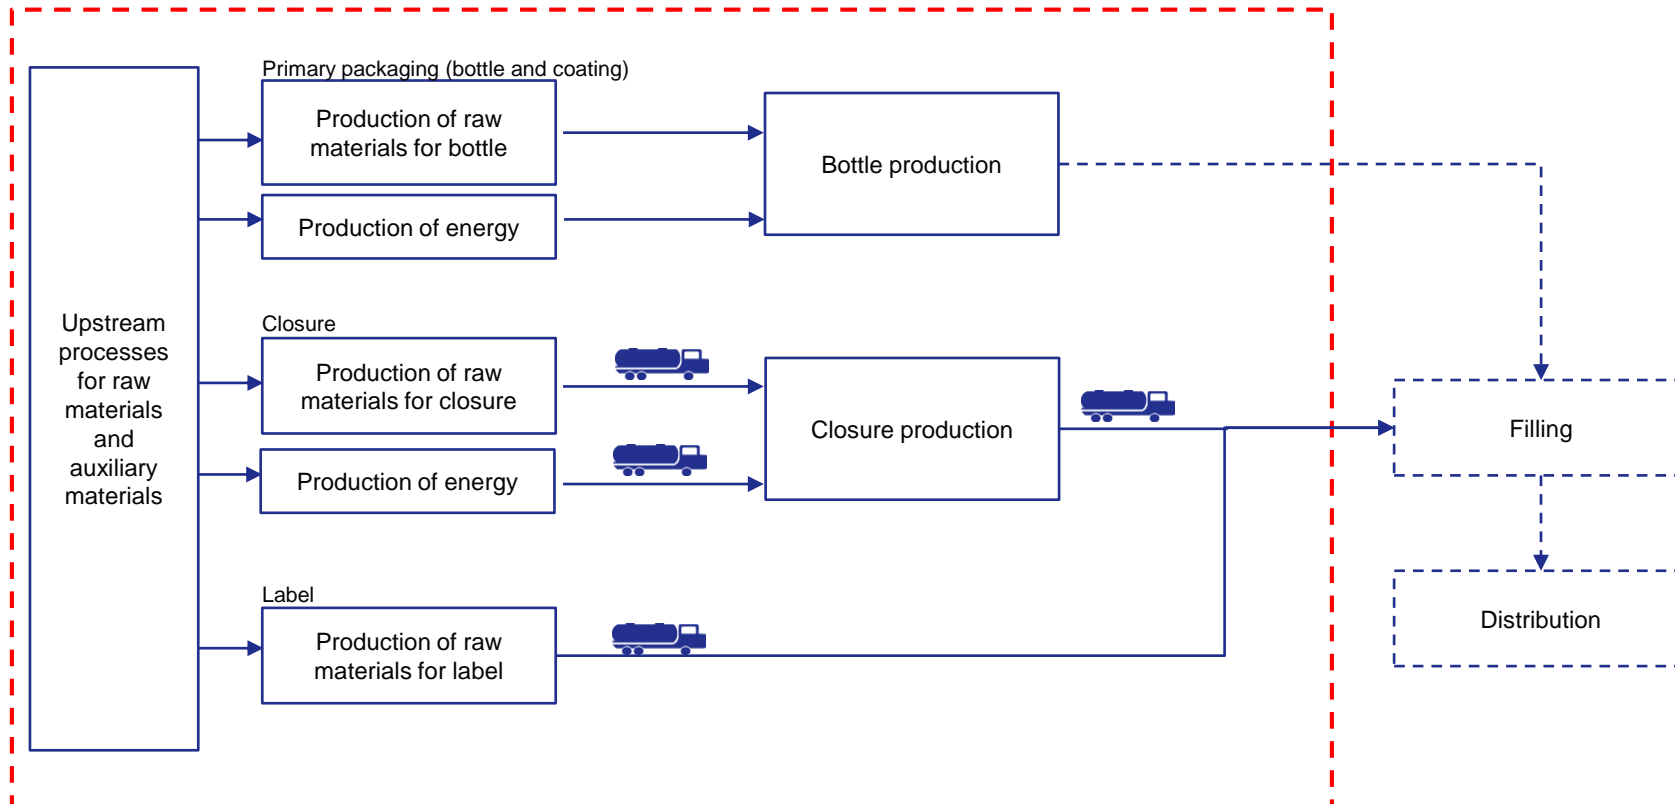 Primary packaging (bottle and coating)
Production of raw
materials for bottle
Bottle production
Production of energy
Upstream
processes
for raw
materials
and
auxiliary
materials
Closure
Production of raw
materials for closure
Closure production
Filling
Production of energy
Label
Production of raw
materials for label
Distribution